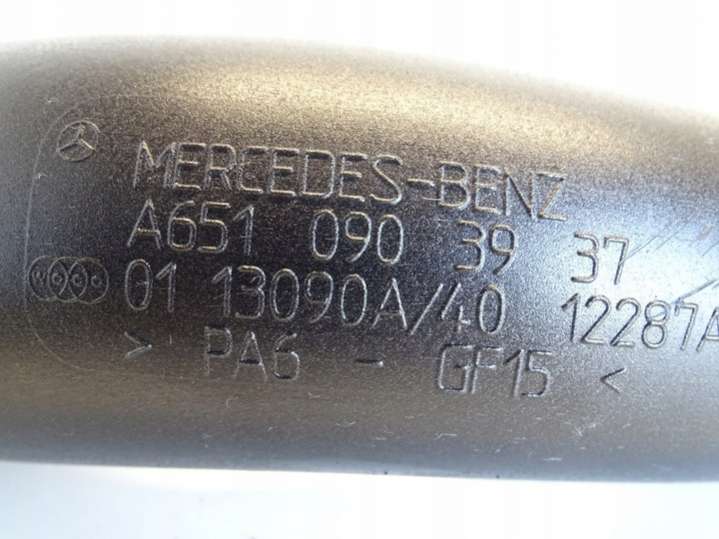 MERCEDES-BENZ
A651 090 39 37
01 13090A/40 12287A
> PA6 - GF15 <